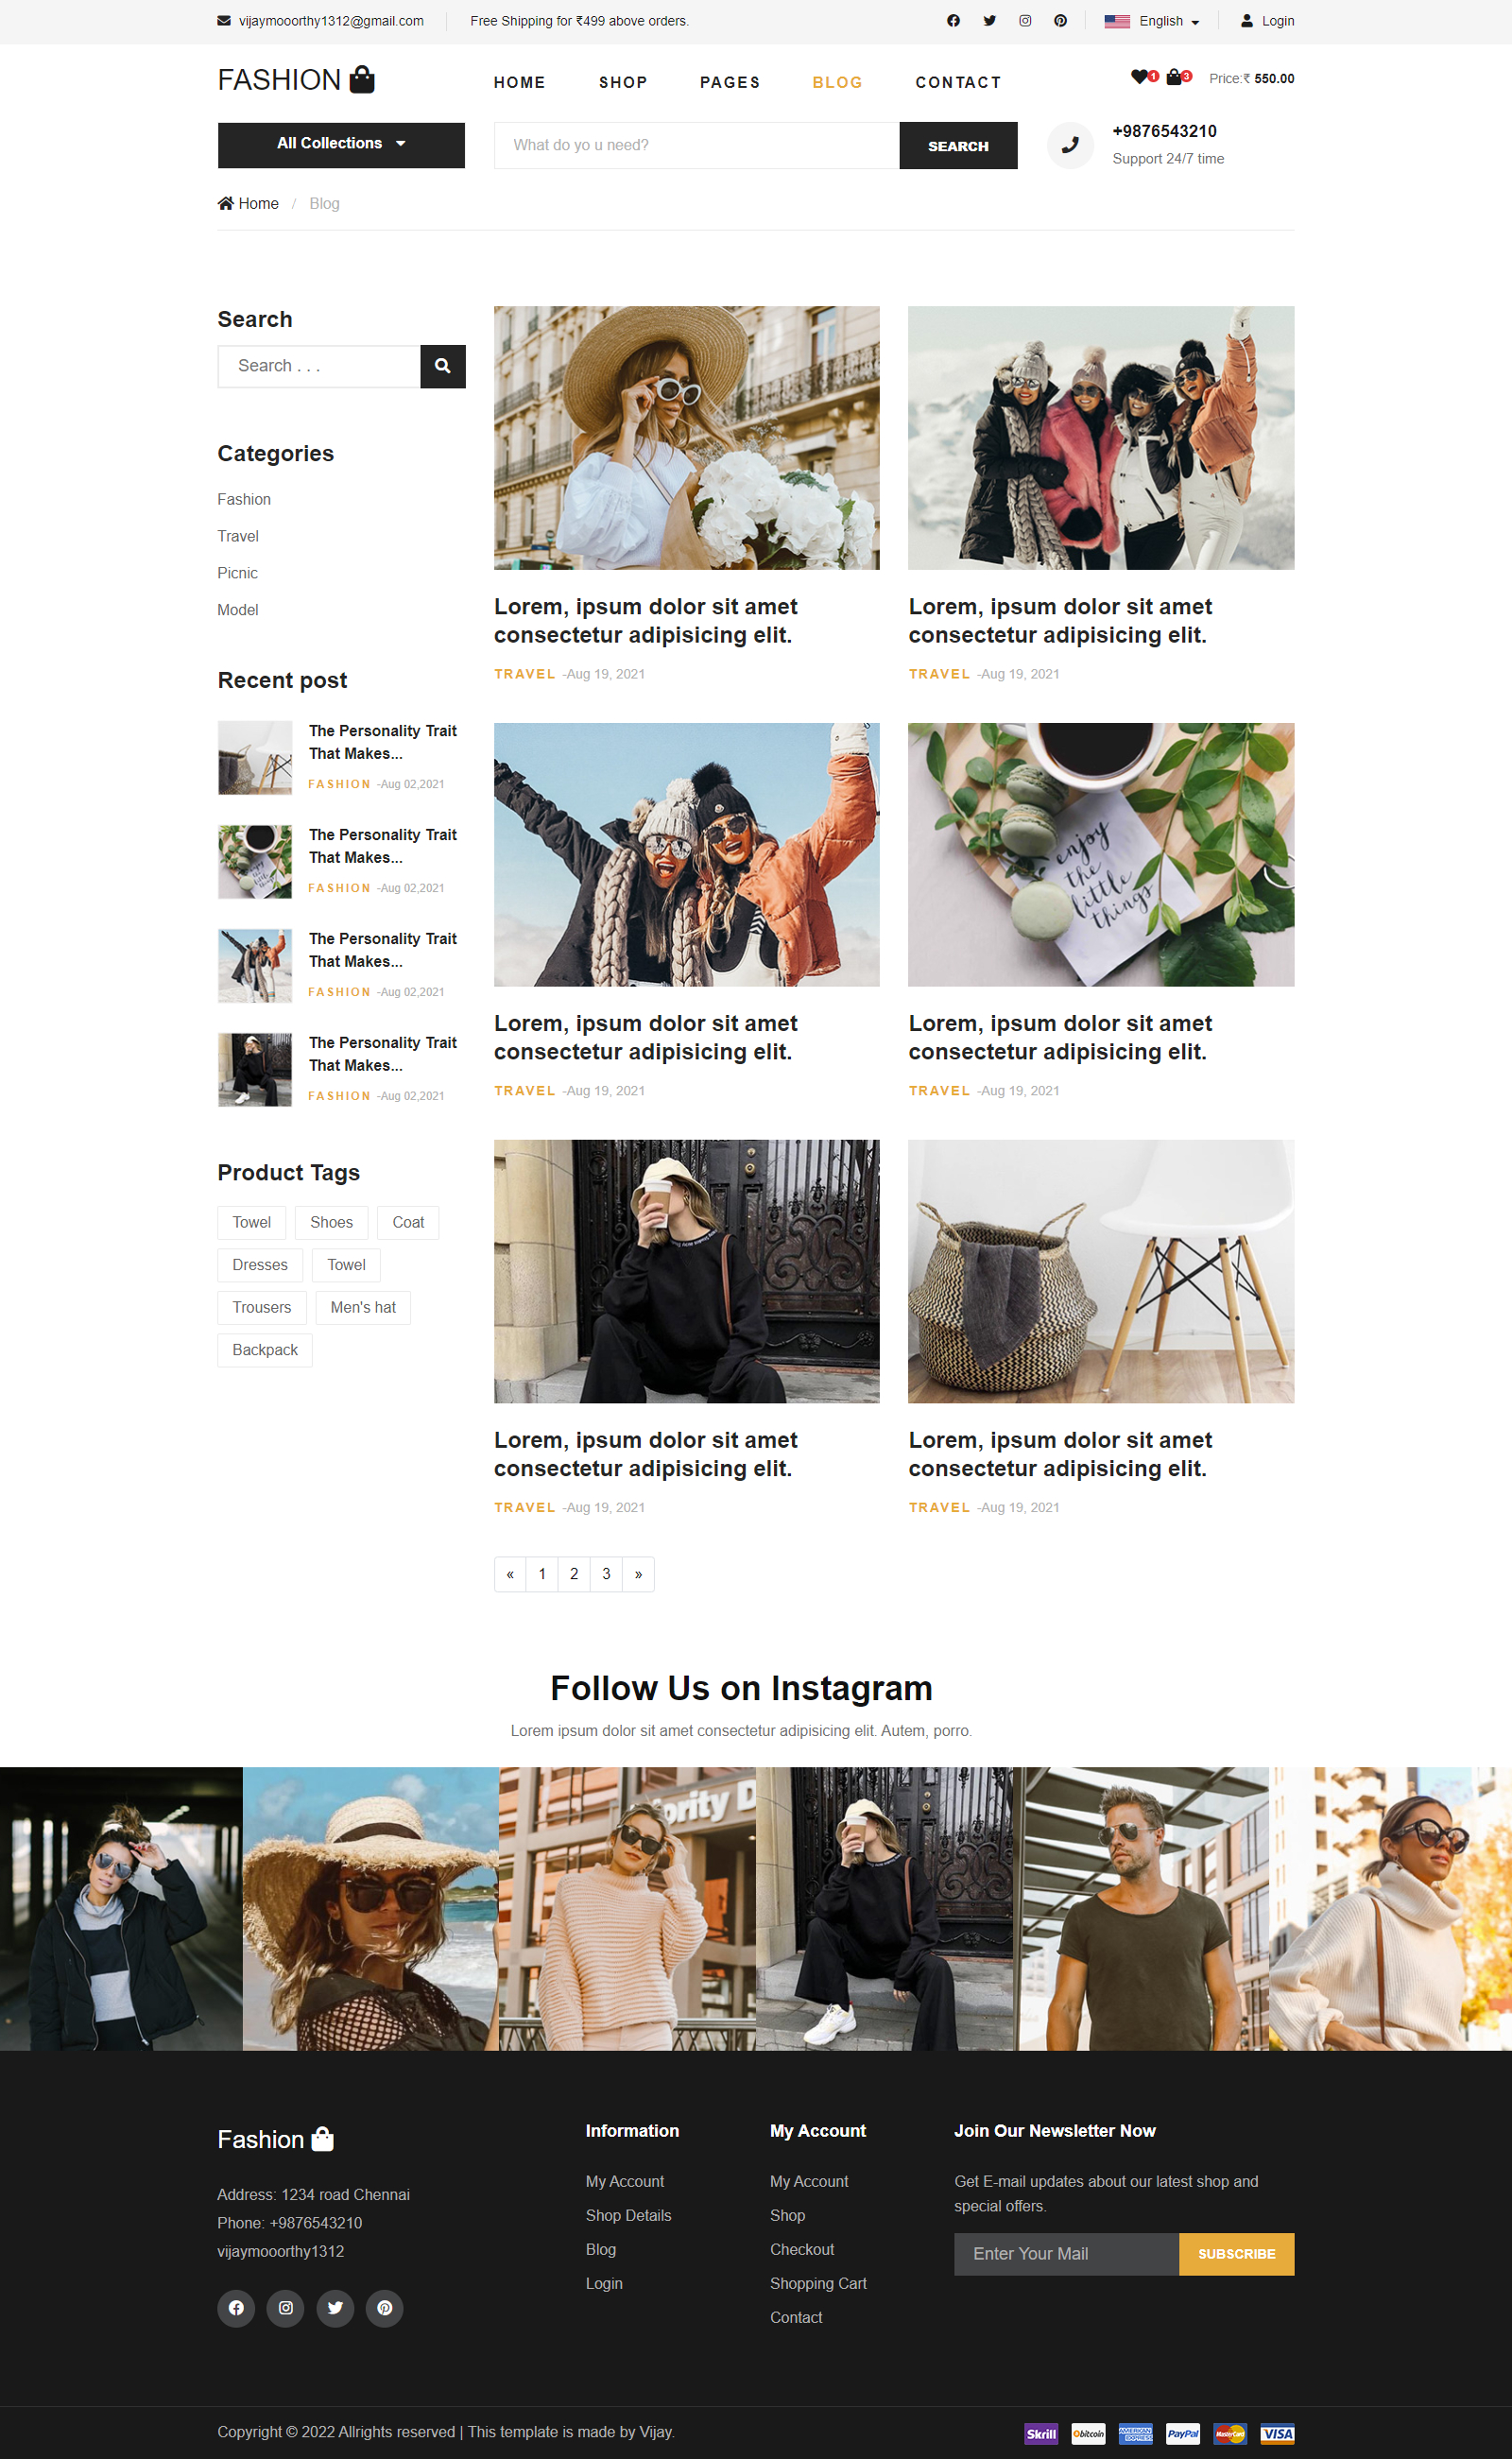 vijaymooorthy1312@gmail.com
Free Shipping for ₹499 above orders.
English
Login
FASHION
HOME
SHOP
PAGES
BLOG
CONTACT
1
3
Price:₹ 550.00
All Collections
What do yo u need?
SEARCH
+9876543210
Support 24/7 time
Home / Blog
Search
Search . . .
Categories
Fashion
Travel
Picnic
Model
Recent post
The Personality Trait
That Makes...
FASHION -Aug 02,2021
The Personality Trait
That Makes...
FASHION -Aug 02,2021
The Personality Trait
That Makes...
FASHION -Aug 02,2021
The Personality Trait
That Makes...
FASHION -Aug 02,2021
Product Tags
Towel
Shoes
Coat
Dresses
Towel
Trousers
Men's hat
Backpack
Lorem, ipsum dolor sit amet
consectetur adipisicing elit.
TRAVEL -Aug 19, 2021
Lorem, ipsum dolor sit amet
consectetur adipisicing elit.
TRAVEL -Aug 19, 2021
enjoy
the
little
things
Lorem, ipsum dolor sit amet
consectetur adipisicing elit.
TRAVEL -Aug 19, 2021
Lorem, ipsum dolor sit amet
consectetur adipisicing elit.
TRAVEL -Aug 19, 2021
Lorem, ipsum dolor sit amet
consectetur adipisicing elit.
TRAVEL -Aug 19, 2021
Lorem, ipsum dolor sit amet
consectetur adipisicing elit.
TRAVEL -Aug 19, 2021
« 1 2 3 »
Follow Us on Instagram
Lorem ipsum dolor sit amet consectetur adipisicing elit. Autem, porro.
Fashion
Address: 1234 road Chennai
Phone: +9876543210
vijaymooorthy1312
Information
My Account
Shop Details
Blog
Login
My Account
My Account
Shop
Checkout
Shopping Cart
Contact
Join Our Newsletter Now
Get E-mail updates about our latest shop and
special offers.
Enter Your Mail
SUBSCRIBE
Copyright © 2022 Allrights reserved | This template is made by Vijay.
Skrill
bitcoin
AMERICAN EXPRESS
PayPal
MasterCard
VISA